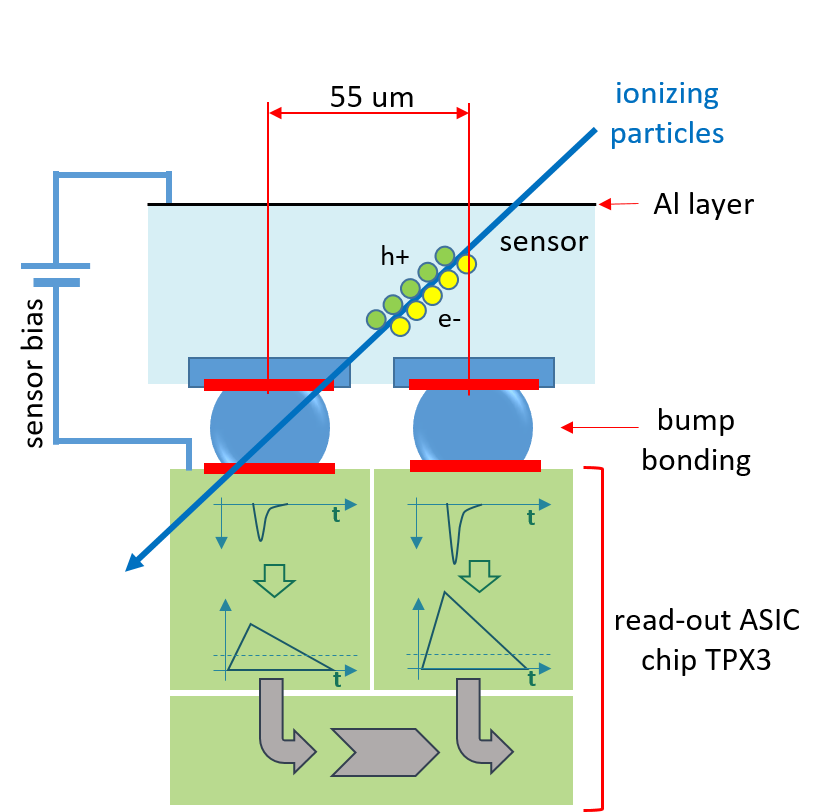 55 um
ionizing
particles
Al layer
sensor
h+
e-
sensor bias
bump
bonding
t
t
read-out ASIC
chip TPX3
t
t